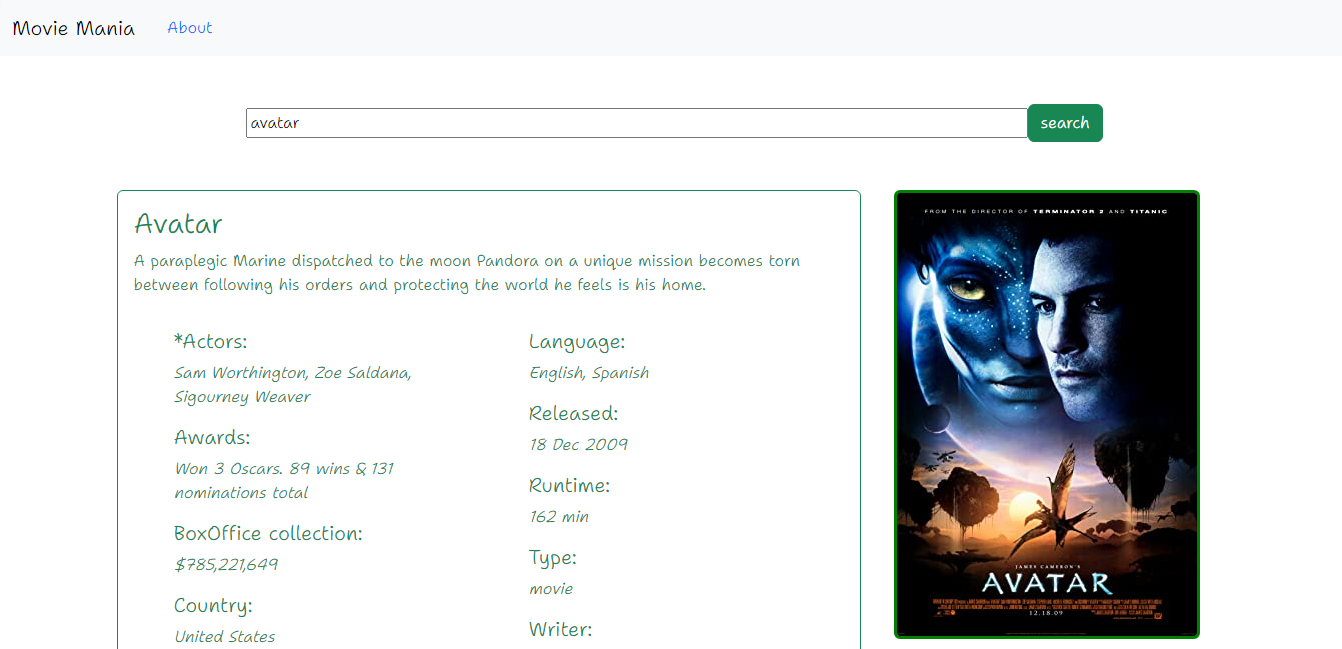 Movie Mania About
avatar search
Avatar
A paraplegic Marine dispatched to the moon Pandora on a unique mission becomes torn
between following his orders and protecting the world he feels is his home.
*Actors:
Sam Worthington, Zoe Saldana,
Sigourney Weaver
Awards:
Won 3 Oscars. 89 wins & 131
nominations total
BoxOffice collection:
$785,221,649
Country:
United States
Language:
English, Spanish
Released:
18 Dec 2009
Runtime:
162 min
Type:
movie
Writer:
FROM THE DIRECTOR OF TERMINATOR 2 AND TITANIC
JAMES CAMERON'S
AVATAR
12.18.09